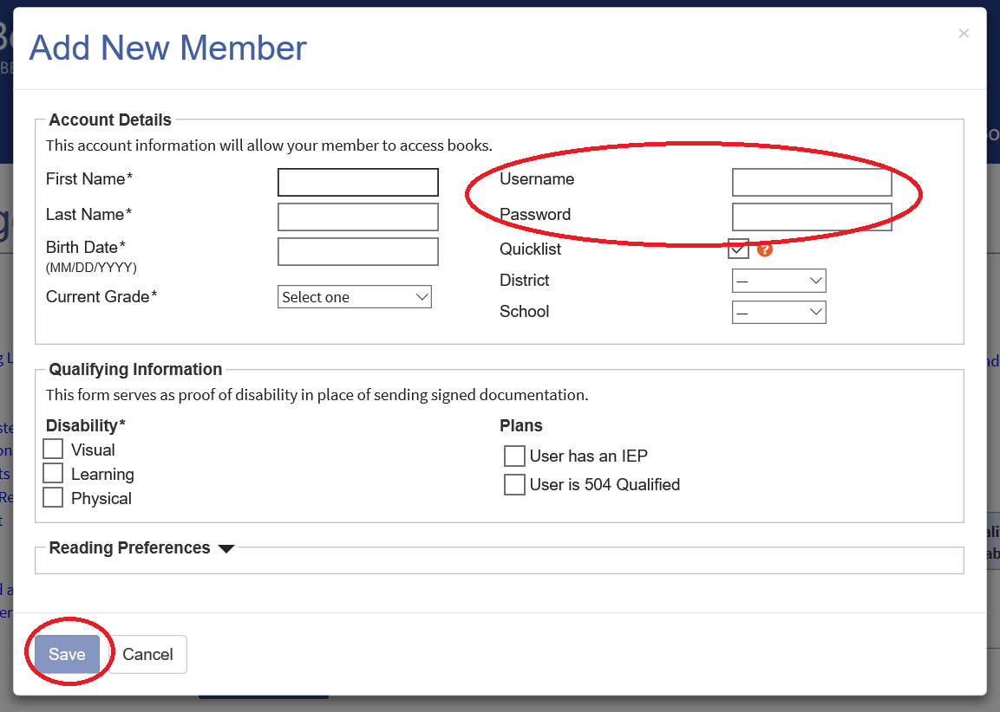 Add New Member
×
Account Details
This account information will allow your member to access books.
First Name*
Username
Last Name*
Password
Birth Date*
(MM/DD/YYYY)
Quicklist
?
District
—
Current Grade*
Select one
School
—
Qualifying Information
This form serves as proof of disability in place of sending signed documentation.
Disability*
Plans
Visual
User has an IEP
Learning
User is 504 Qualified
Physical
Reading Preferences
Save
Cancel